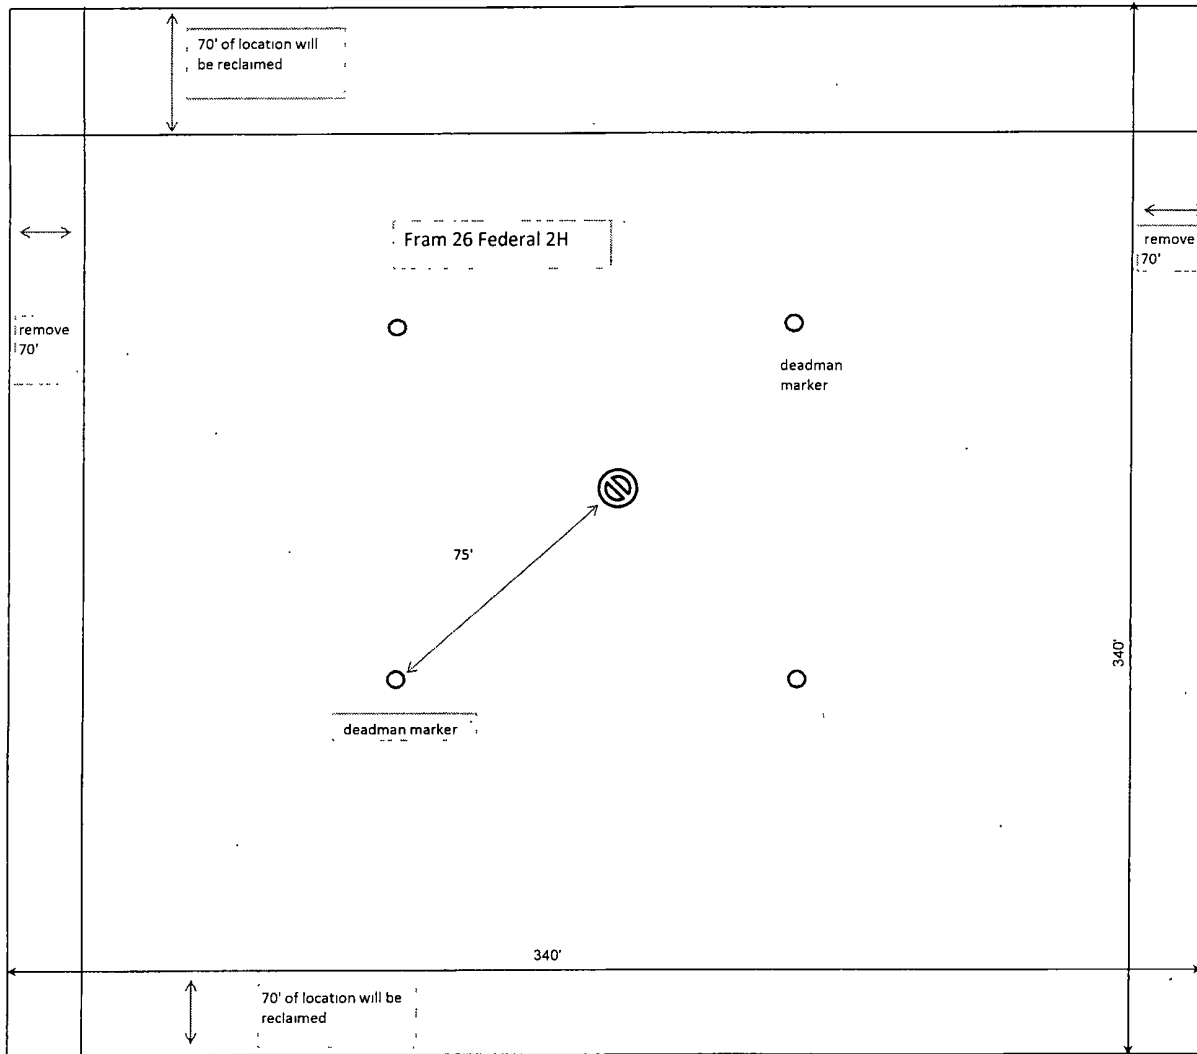 70' of location will
be reclaimed
Fram 26 Federal 2H
remove
70'
remove
70'
deadman
marker
75'
340'
deadman marker
340'
70' of location will be
reclaimed